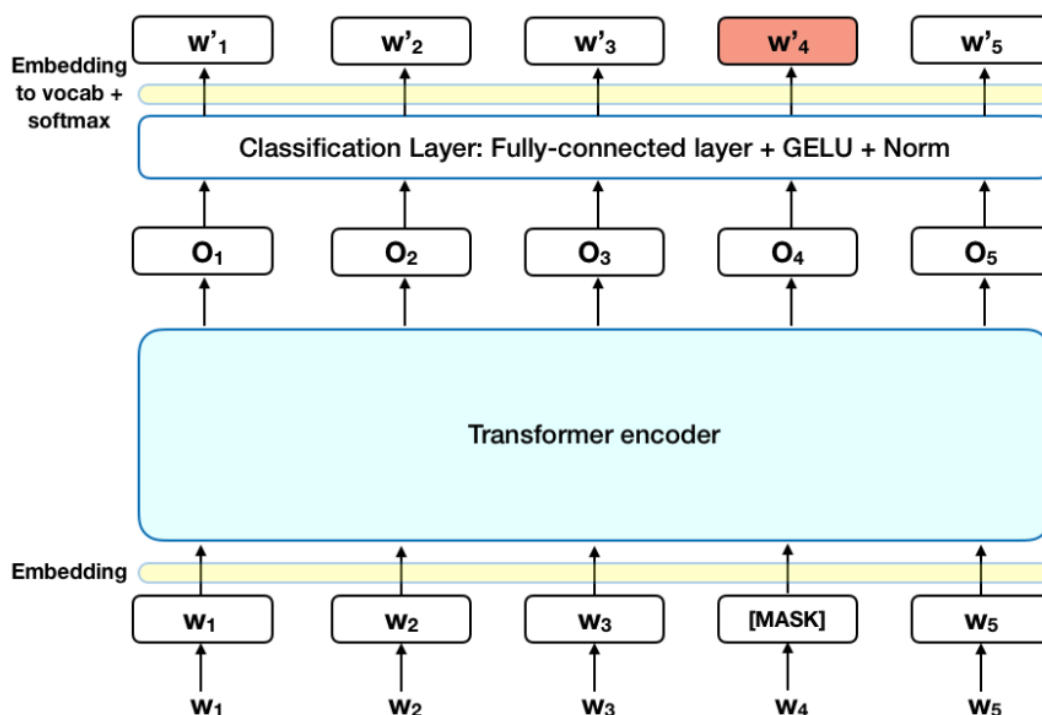 w'₁ w'₂ w'₃ w'₄ w'₅
Embedding
to vocab +
softmax
Classification Layer: Fully-connected layer + GELU + Norm
O₁ O₂ O₃ O₄ O₅
Transformer encoder
Embedding
W₁ W₂ W₃ [MASK] W₅
W₁ W₂ W₃ W₄ W₅